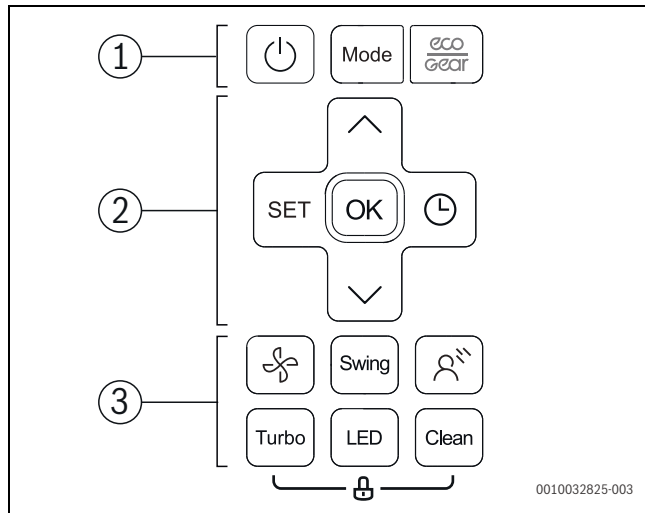 1
Mode
eco
Gear
2
SET OK
3
Swing
Turbo LED Clean
0010032825-003